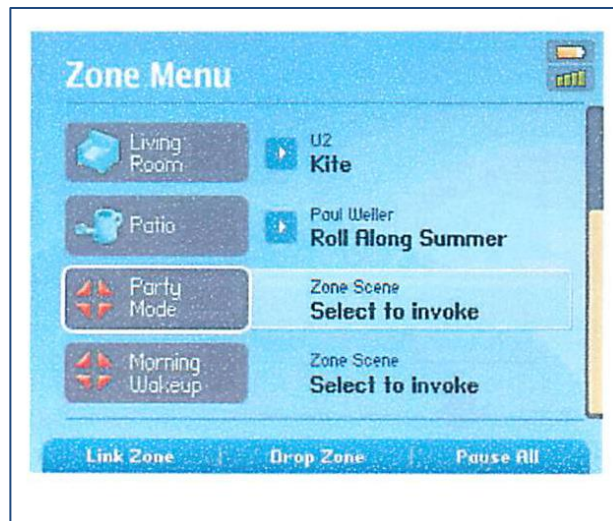 Zone Menu
Living
Room
U2
Kite
Patio
Paul Weller
Roll Along Summer
Party
Mode
Zone Scene
Select to invoke
Morning
Wakeup
Zone Scene
Select to invoke
Link Zone
Drop Zone
Pause All